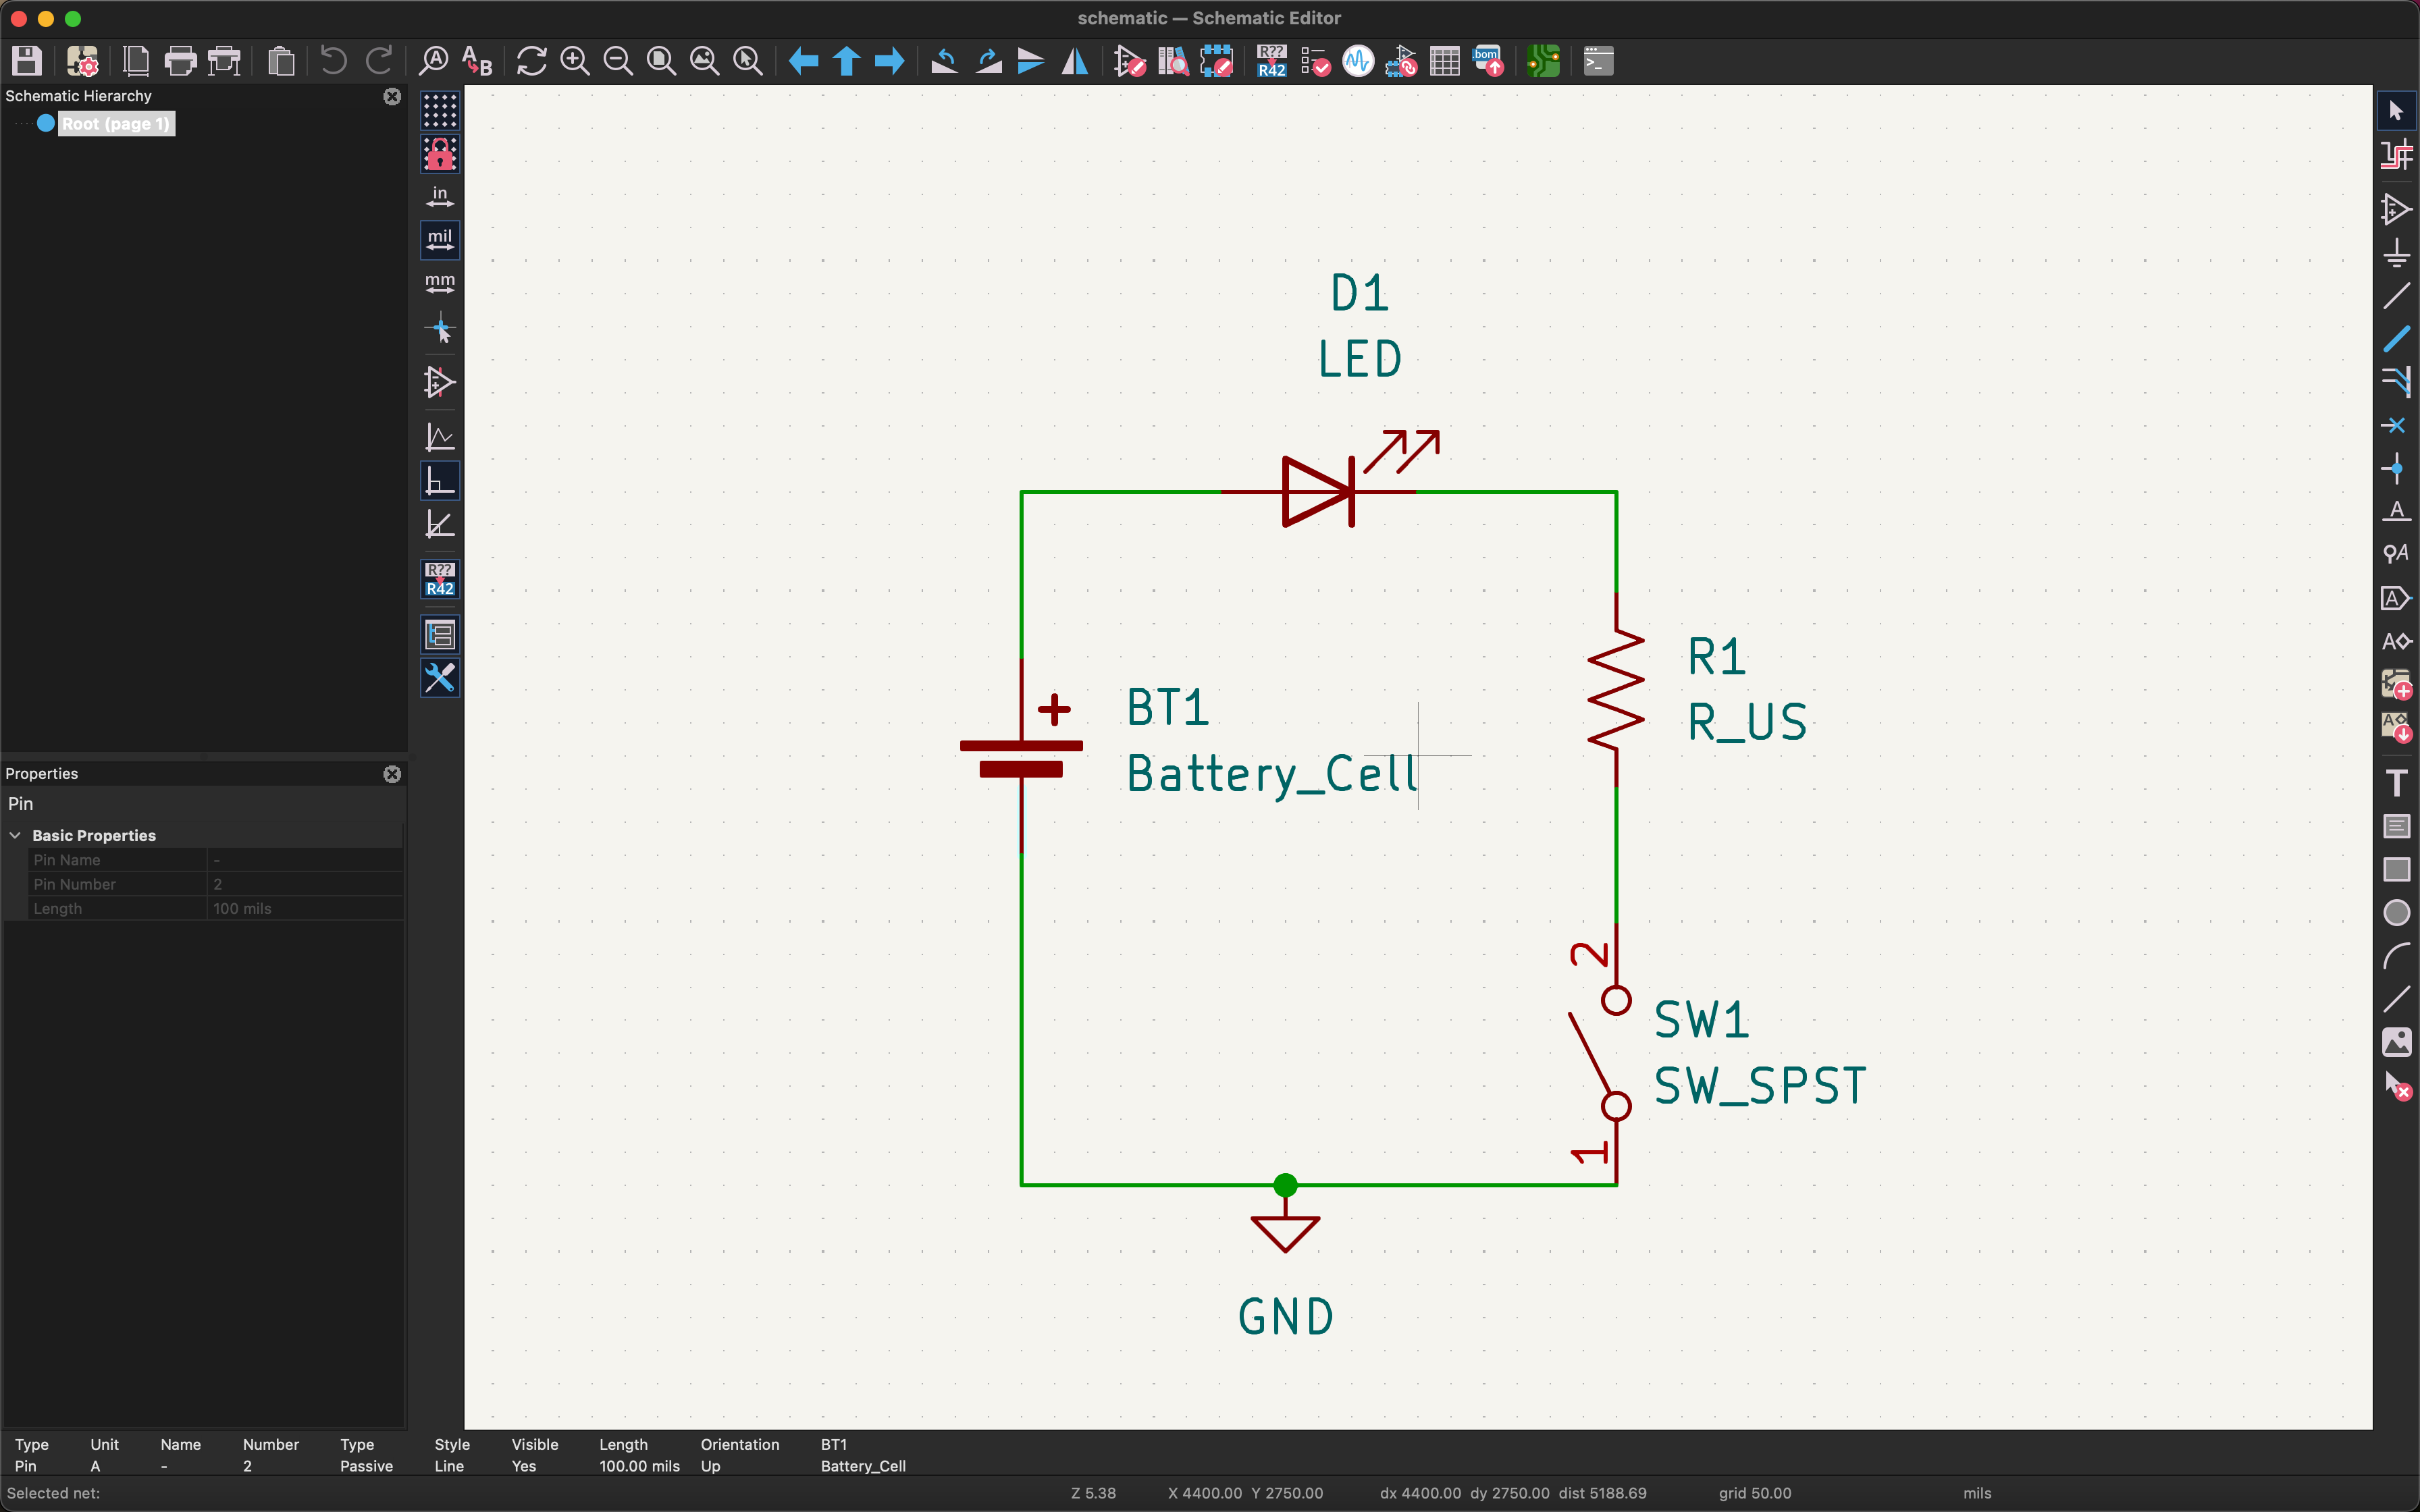 schematic — Schematic Editor
A
A B
R??
R42
bom
>_
Schematic Hierarchy
Root (page 1)
in
mil
mm
R??
R42
Properties
Pin
Basic Properties
Pin Name -
Pin Number 2
Length 100 mils
D1
LED
BT1
Battery_Cell
+
R1
R_US
2
SW1
SW_SPST
1
GND
A
A
A
A
A
T
Type Unit Name Number Type Style Visible Length Orientation BT1
Pin A - 2 Passive Line Yes 100.00 mils Up Battery_Cell
Selected net: Z 5.38 X 4400.00 Y 2750.00 dx 4400.00 dy 2750.00 dist 5188.69 grid 50.00 mils